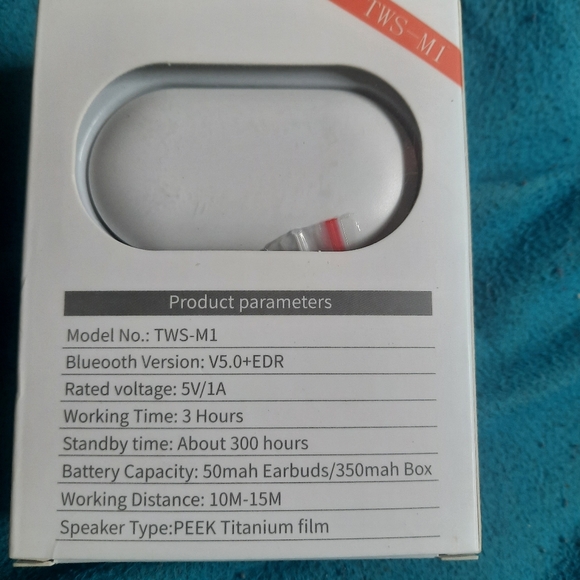 TWS-M1
Product parameters
Model No.: TWS-M1
Blueooth Version: V5.0+EDR
Rated voltage: 5V/1A
Working Time: 3 Hours
Standby time: About 300 hours
Battery Capacity: 50mah Earbuds/350mah Box
Working Distance: 10M-15M
Speaker Type:PEEK Titanium film